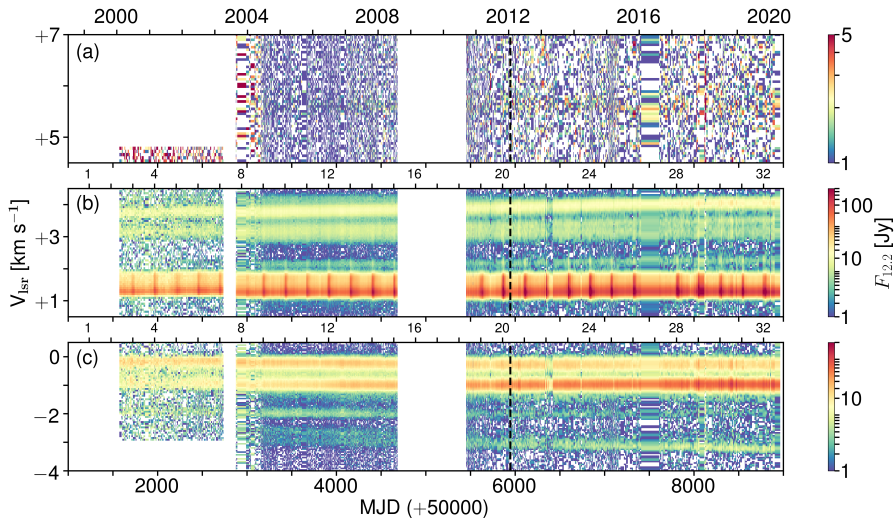 2000 2004 2008 2012 2016 2020
+7 (a) 5
+5 1
1 4 8 12 16 20 24 28 32
(b) 100
+3 10
+1 1
V_lsr [km s⁻¹] F_12.2 [Jy]
1 4 8 12 16 20 24 28 32
0 (c)
−2 10
−4 1
2000 4000 6000 8000
MJD (+50000)